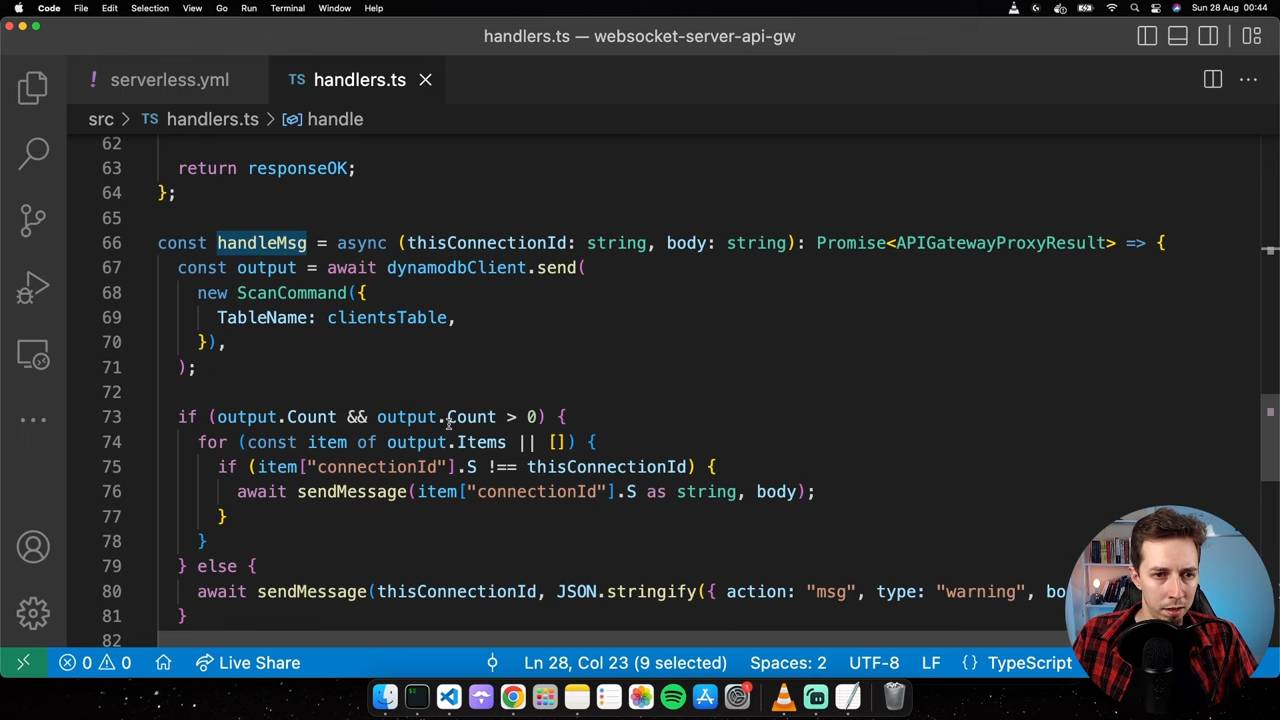 Code File Edit Selection View Go Run Terminal Window Help Sun 28 Aug 00:44
handlers.ts — websocket-server-api-gw
! serverless.yml TS handlers.ts
src > TS handlers.ts > handle
62
63 return responseOK;
64 };
65
66 const handleMsg = async (thisConnectionId: string, body: string): Promise<APIGatewayProxyResult> => {
67 const output = await dynamodbClient.send(
68 new ScanCommand({
69 TableName: clientsTable,
70 }),
71 );
72
73 if (output.Count && output.Count > 0) {
74 for (const item of output.Items || []) {
75 if (item["connectionId"].S !== thisConnectionId) {
76 await sendMessage(item["connectionId"].S as string, body);
77 }
78 }
79 } else {
80 await sendMessage(thisConnectionId, JSON.stringify({ action: "msg", type: "warning", bo
81 }
82
0 0 Live Share Ln 28, Col 23 (9 selected) Spaces: 2 UTF-8 LF {} TypeScript